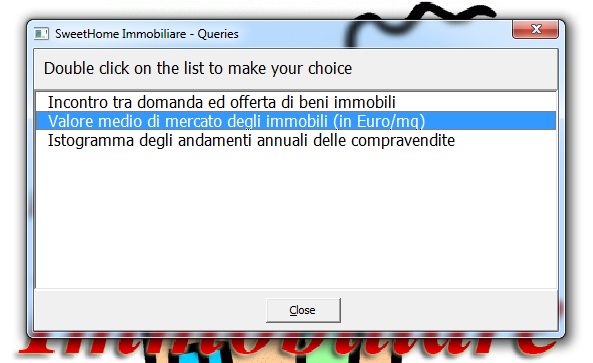 SweetHome Immobiliare - Queries
Double click on the list to make your choice
Incontro tra domanda ed offerta di beni immobili
Valore medio di mercato degli immobili (in Euro/mq)
Istogramma degli andamenti annuali delle compravendite
Close
Immobiliare